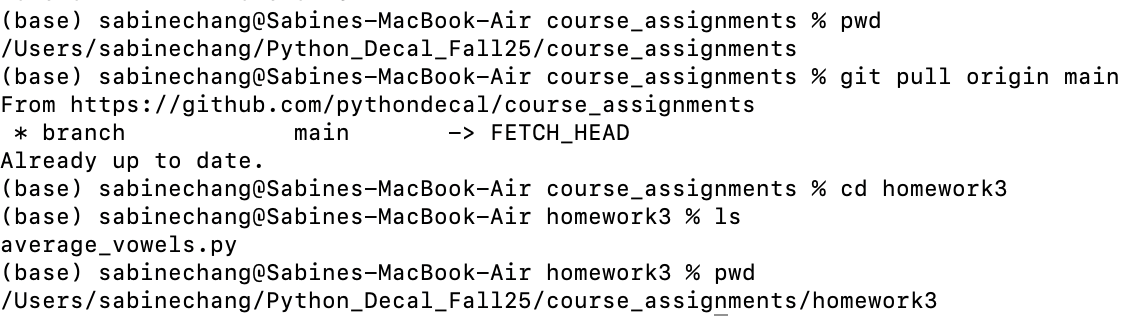 (base) sabinechang@Sabines-MacBook-Air course_assignments % pwd
/Users/sabinechang/Python_Decal_Fall25/course_assignments
(base) sabinechang@Sabines-MacBook-Air course_assignments % git pull origin main
From https://github.com/pythondecal/course_assignments
 * branch            main       -> FETCH_HEAD
Already up to date.
(base) sabinechang@Sabines-MacBook-Air course_assignments % cd homework3
(base) sabinechang@Sabines-MacBook-Air homework3 % ls
average_vowels.py
(base) sabinechang@Sabines-MacBook-Air homework3 % pwd
/Users/sabinechang/Python_Decal_Fall25/course_assignments/homework3